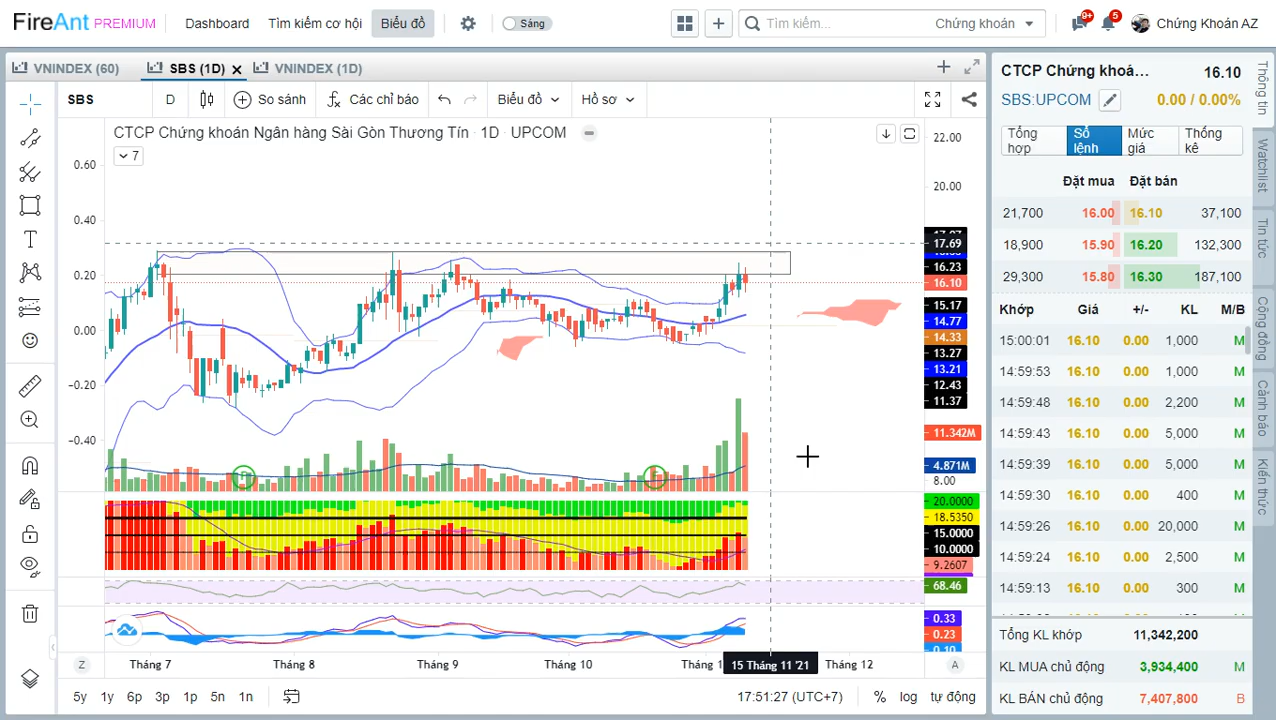 FireAnt PREMIUM Dashboard Tìm kiếm cơ hội Biểu đồ Sáng Tìm kiếm... Chứng khoán 9+ 5 Chứng Khoán AZ
VNINDEX (60) SBS (1D) VNINDEX (1D)
SBS D So sánh Các chỉ báo Biểu đồ Hồ sơ
CTCP Chứng khoán Ngân hàng Sài Gòn Thương Tín · 1D · UPCOM
7
0.60
0.40
0.20
0.00
−0.20
−0.40
22.00
20.00
17.69
16.23
16.10
15.17
14.77
14.33
13.27
13.21
12.43
11.37
11.342M
4.871M
8.00
20.0000
18.5350
15.0000
10.0000
9.2607
68.46
0.33
0.23
0.10
Z Tháng 7 Tháng 8 Tháng 9 Tháng 10 Tháng 1 15 Tháng 11 '21 Tháng 12 A
5y 1y 6p 3p 1p 5n 1n 17:51:27 (UTC+7) % log tự động
CTCP Chứng khoá... 16.10
SBS:UPCOM 0.00 / 0.00%
Tổng hợp Sổ lệnh Mức giá Thống kê
Đặt mua Đặt bán
21,700 16.00 16.10 37,100
18,900 15.90 16.20 132,300
29,300 15.80 16.30 187,100
Khớp Giá +/- KL M/B
15:00:01 16.10 0.00 1,000 M
14:59:53 16.10 0.00 1,000 M
14:59:48 16.10 0.00 2,200 M
14:59:43 16.10 0.00 5,000 M
14:59:39 16.10 0.00 5,000 M
14:59:30 16.10 0.00 400 M
14:59:26 16.10 0.00 20,000 M
14:59:24 16.10 0.00 2,500 M
14:59:13 16.10 0.00 300 M
Tổng KL khớp 11,342,200
KL MUA chủ động 3,934,400 M
KL BÁN chủ động 7,407,800 B
Thông tin
Watchlist
Tin tức
Cộng đồng
Cảnh báo
Kiến thức